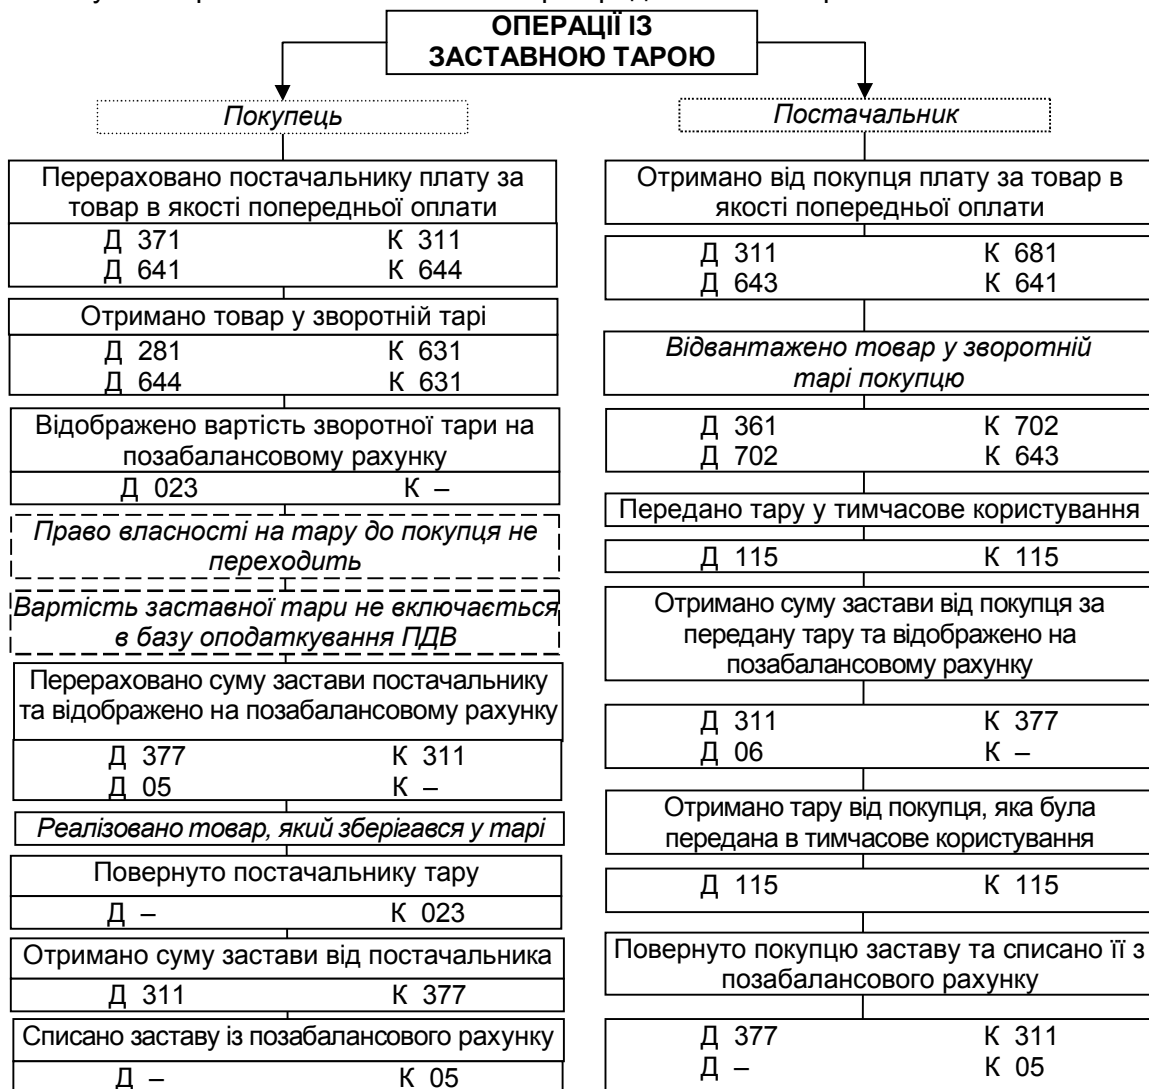 ОПЕРАЦІЇ ІЗ
ЗАСТАВНОЮ ТАРОЮ
Покупець
Перераховано постачальнику плату за
товар в якості попередньої оплати
Д 371 К 311
Д 641 К 644
Отримано товар у зворотній тарі
Д 281 К 631
Д 644 К 631
Відображено вартість зворотної тари на
позабалансовому рахунку
Д 023 К –
Право власності на тару до покупця не
переходить
Вартість заставної тари не включається
в базу оподаткування ПДВ
Перераховано суму застави постачальнику
та відображено на позабалансовому рахунку
Д 377 К 311
Д 05 К –
Реалізовано товар, який зберігався у тарі
Повернуто постачальнику тару
Д – К 023
Отримано суму застави від постачальника
Д 311 К 377
Списано заставу із позабалансового рахунку
Д – К 05
Постачальник
Отримано від покупця плату за товар в
якості попередньої оплати
Д 311 К 681
Д 643 К 641
Відвантажено товар у зворотній
тарі покупцю
Д 361 К 702
Д 702 К 643
Передано тару у тимчасове користування
Д 115 К 115
Отримано суму застави від покупця за
передану тару та відображено на
позабалансовому рахунку
Д 311 К 377
Д 06 К –
Отримано тару від покупця, яка була
передана в тимчасове користування
Д 115 К 115
Повернуто покупцю заставу та списано її з
позабалансового рахунку
Д 377 К 311
Д – К 05